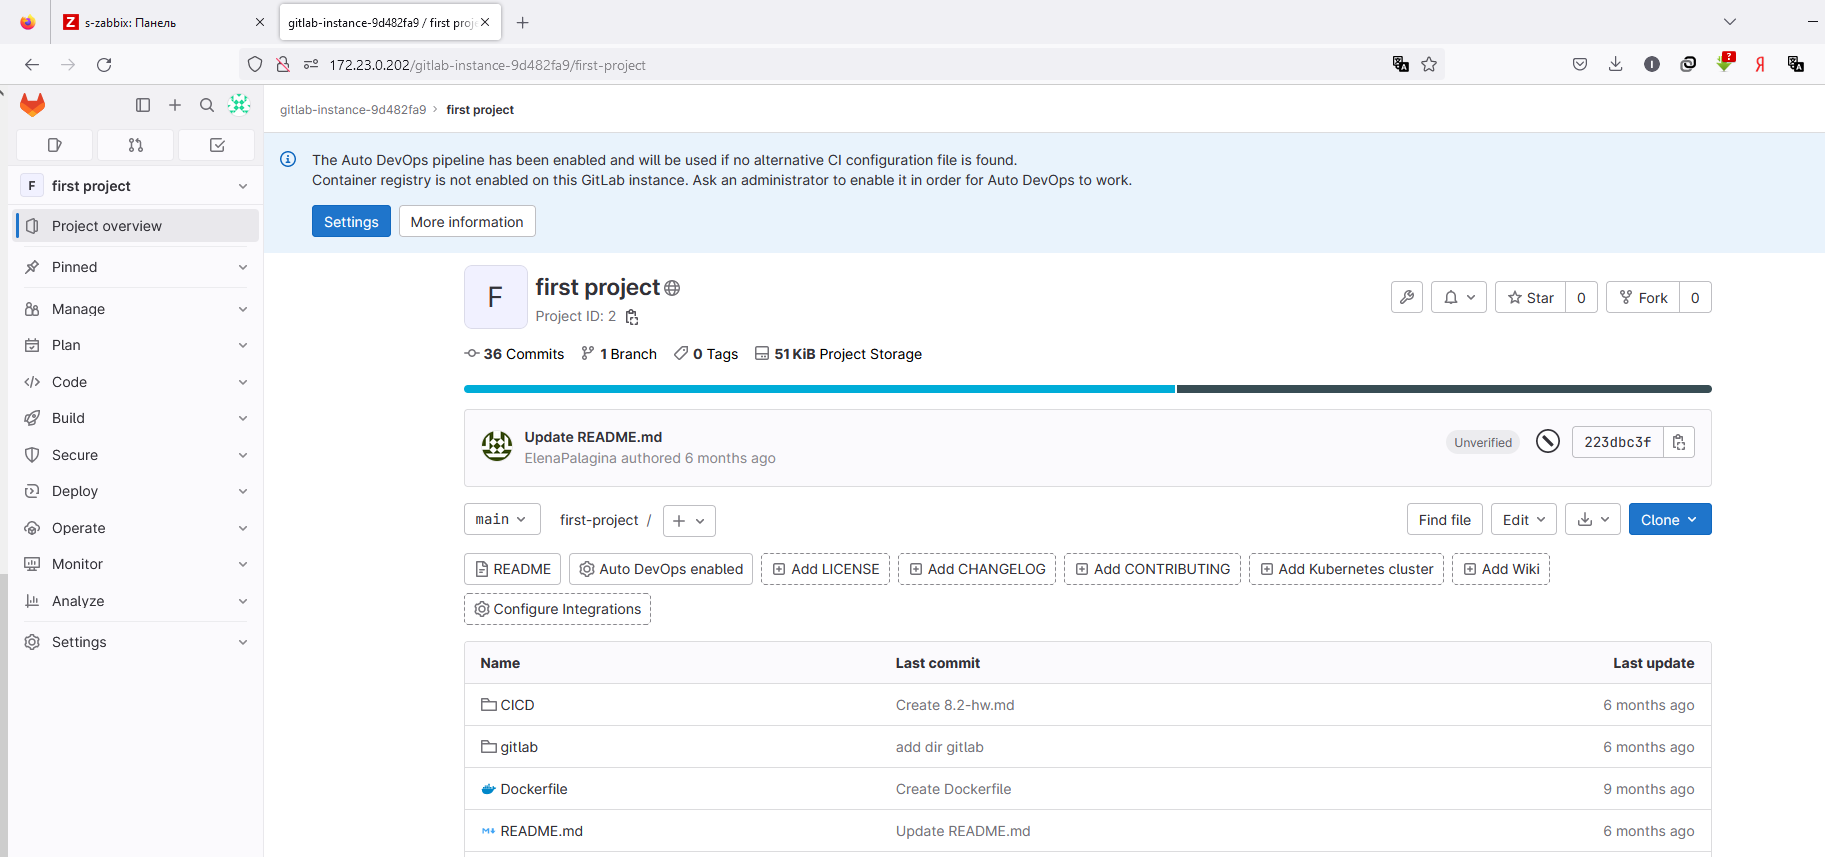 s-zabbix: Панель
gitlab-instance-9d482fa9 / first proj
172.23.0.202/gitlab-instance-9d482fa9/first-project
gitlab-instance-9d482fa9 › first project
The Auto DevOps pipeline has been enabled and will be used if no alternative CI configuration file is found.
Container registry is not enabled on this GitLab instance. Ask an administrator to enable it in order for Auto DevOps to work.
Settings More information
F first project
Project overview
Pinned
Manage
Plan
Code
Build
Secure
Deploy
Operate
Monitor
Analyze
Settings
F
first project
Project ID: 2
Star 0 Fork 0
36 Commits 1 Branch 0 Tags 51 KiB Project Storage
Update README.md
ElenaPalagina authored 6 months ago
Unverified 223dbc3f
main first-project / +
Find file Edit Clone
README Auto DevOps enabled Add LICENSE Add CHANGELOG Add CONTRIBUTING Add Kubernetes cluster Add Wiki
Configure Integrations
Name Last commit Last update
CICD Create 8.2-hw.md 6 months ago
gitlab add dir gitlab 6 months ago
Dockerfile Create Dockerfile 9 months ago
README.md Update README.md 6 months ago